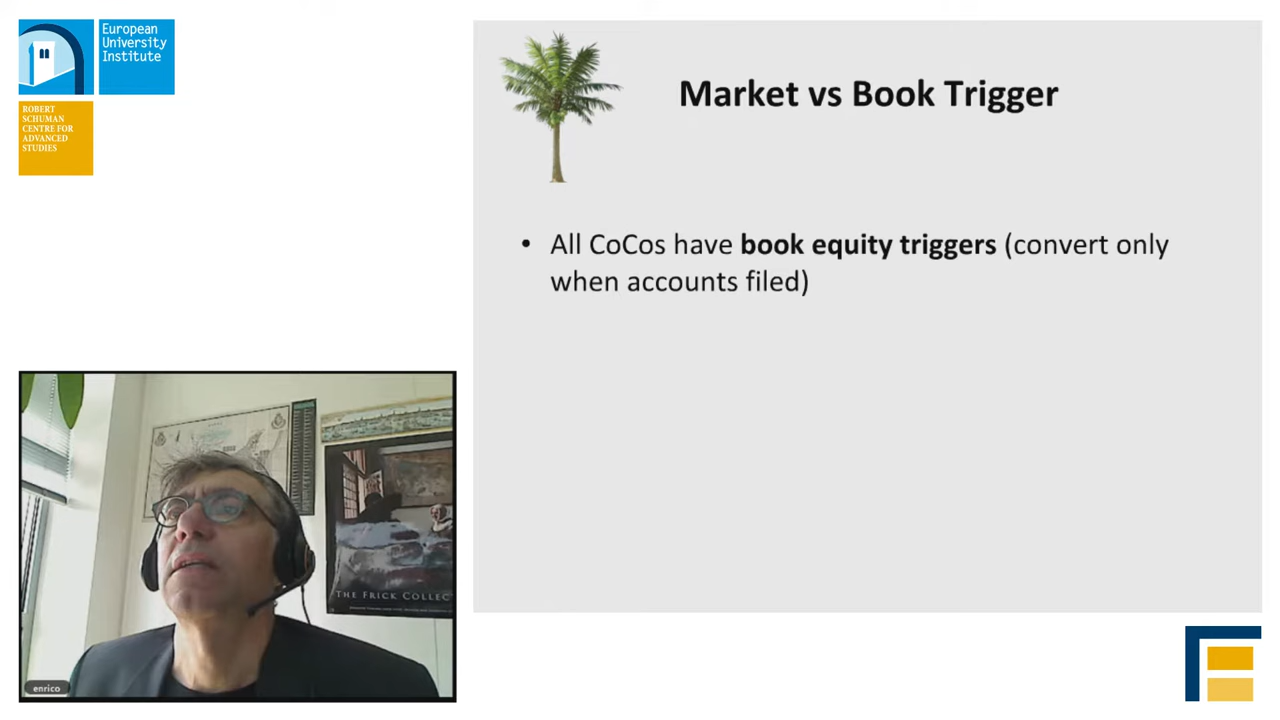 European
University
Institute
ROBERT
SCHUMAN
CENTRE FOR
ADVANCED
STUDIES
Market vs Book Trigger
• All CoCos have book equity triggers (convert only
when accounts filed)
THE FRICK COLLEC
enrico